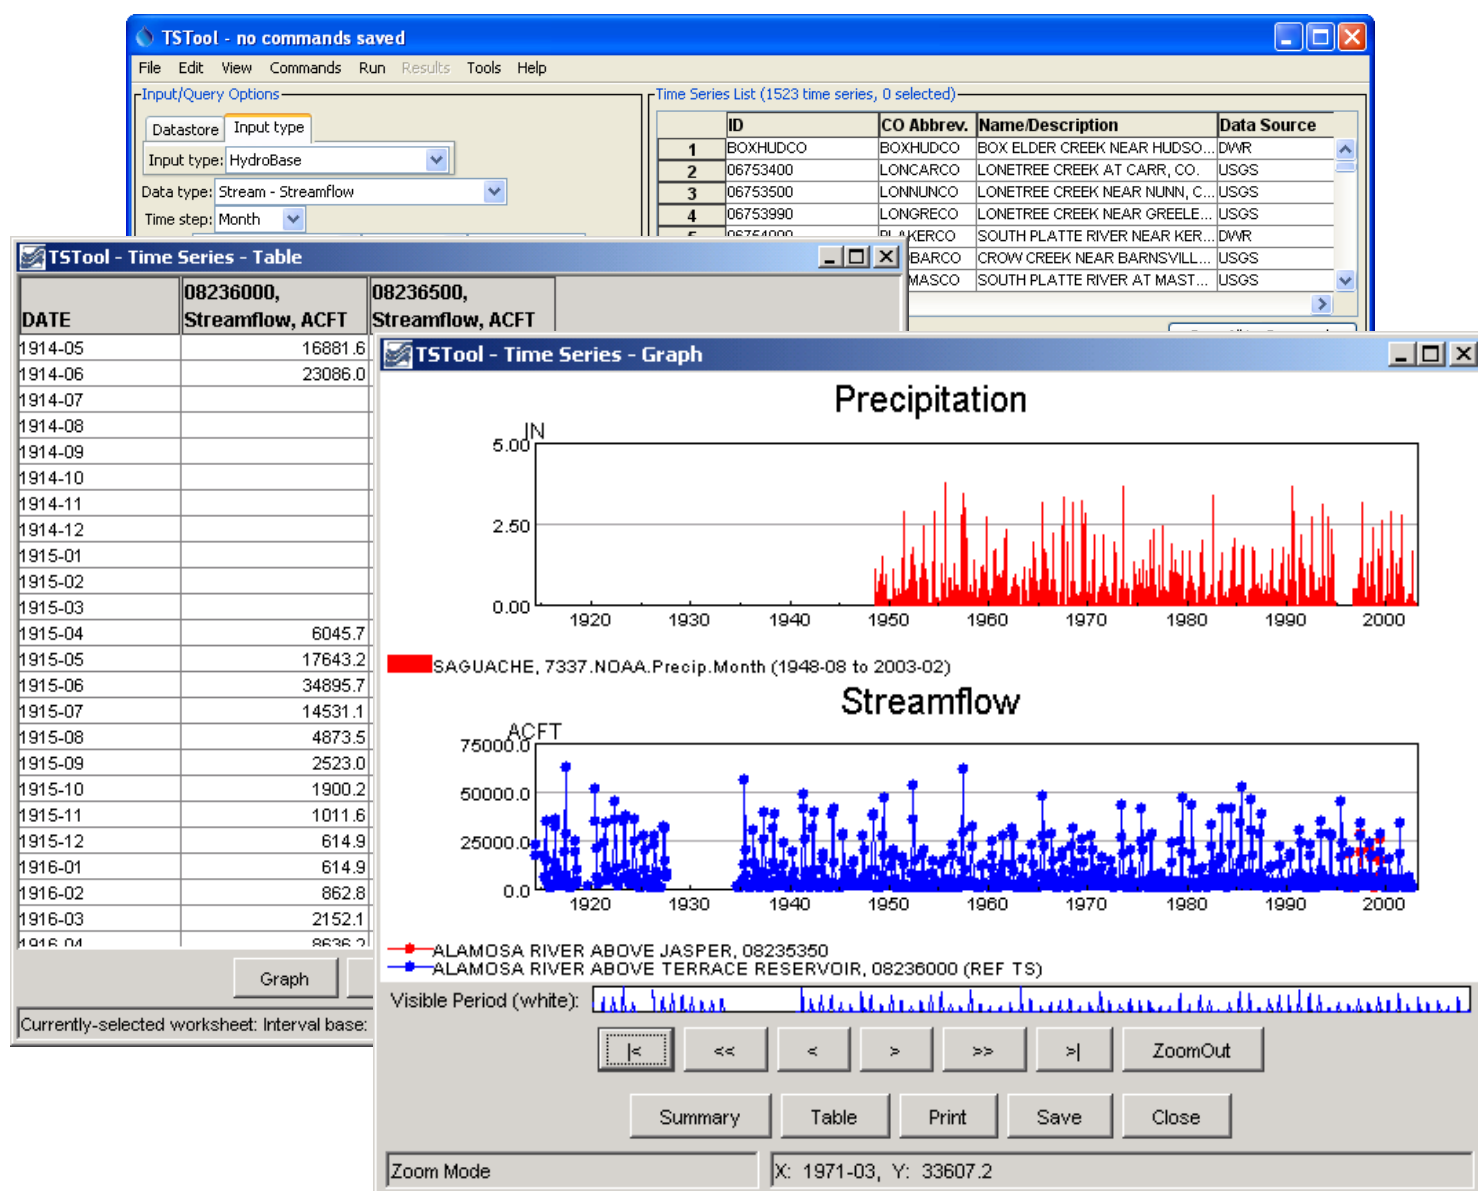 TSTool - no commands saved
File Edit View Commands Run Results Tools Help
Input/Query Options
Datastore Input type
Input type: HydroBase
Data type: Stream - Streamflow
Time step: Month
Time Series List (1523 time series, 0 selected)
ID CO Abbrev. Name/Description Data Source
1 BOXHUDCO BOXHUDCO BOX ELDER CREEK NEAR HUDSO... DWR
2 06753400 LONCARCO LONETREE CREEK AT CARR, CO. USGS
3 06753500 LONNUNCO LONETREE CREEK NEAR NUNN, C... USGS
4 06753990 LONGRECO LONETREE CREEK NEAR GREELE... USGS
SOUTH PLATTE RIVER NEAR KER... DWR
CROW CREEK NEAR BARNSVILL... USGS
SOUTH PLATTE RIVER AT MAST... USGS
TSTool - Time Series - Table
DATE 08236000, Streamflow, ACFT 08236500, Streamflow, ACFT
1914-05 16881.6
1914-06 23086.0
1914-07
1914-08
1914-09
1914-10
1914-11
1914-12
1915-01
1915-02
1915-03
1915-04 6045.7
1915-05 17643.2
1915-06 34895.7
1915-07 14531.1
1915-08 4873.5
1915-09 2523.0
1915-10 1900.2
1915-11 1011.6
1915-12 614.9
1916-01 614.9
1916-02 862.8
1916-03 2152.1
1916-04 8636.2
Graph
Currently-selected worksheet: Interval base:
TSTool - Time Series - Graph
Precipitation
IN
5.00
2.50
0.00
1920 1930 1940 1950 1960 1970 1980 1990 2000
SAGUACHE, 7337.NOAA.Precip.Month (1948-08 to 2003-02)
Streamflow
ACFT
75000.0
50000.0
25000.0
0.0
1920 1930 1940 1950 1960 1970 1980 1990 2000
ALAMOSA RIVER ABOVE JASPER, 08235350
ALAMOSA RIVER ABOVE TERRACE RESERVOIR, 08236000 (REF TS)
Visible Period (white):
|< << < > >> >| ZoomOut
Summary Table Print Save Close
Zoom Mode X: 1971-03, Y: 33607.2